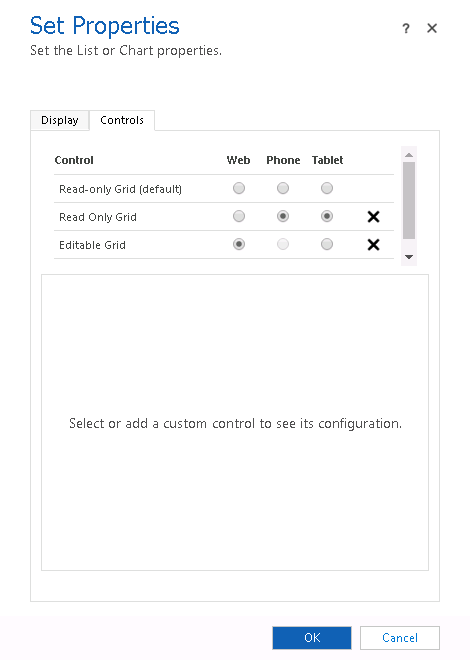 Set Properties
?
Set the List or Chart properties.
Display Controls
Control Web Phone Tablet
Read-only Grid (default)
Read Only Grid
Editable Grid
Select or add a custom control to see its configuration.
OK Cancel